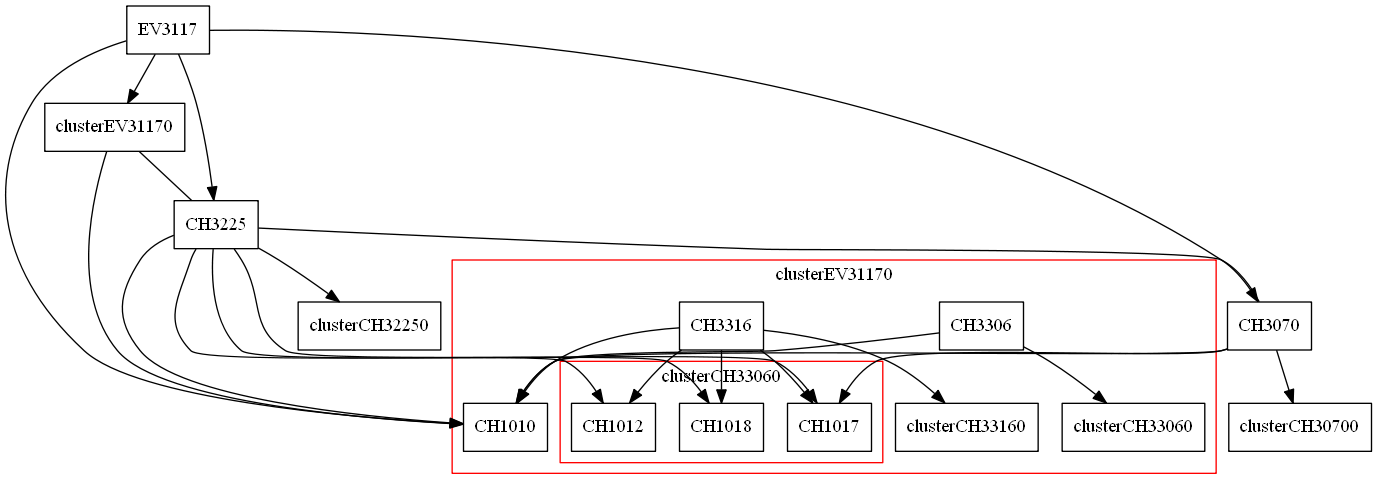 EV3117
clusterEV31170
CH3225
clusterEV31170
clusterCH32250
CH3316
CH3306
CH3070
clusterCH33060
CH1010
CH1012
CH1018
CH1017
clusterCH33160
clusterCH33060
clusterCH30700